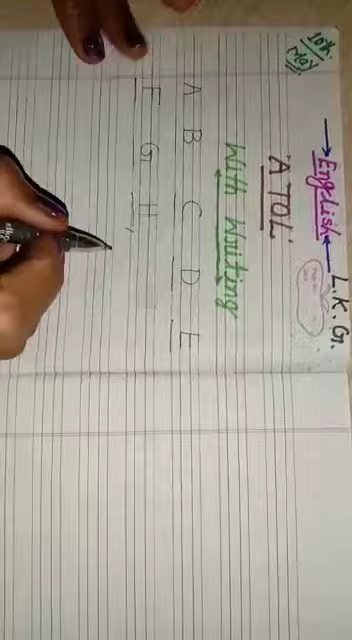 10th May
L.K.G.
English
'A TO L'
With Writing
A B C D E
F G H